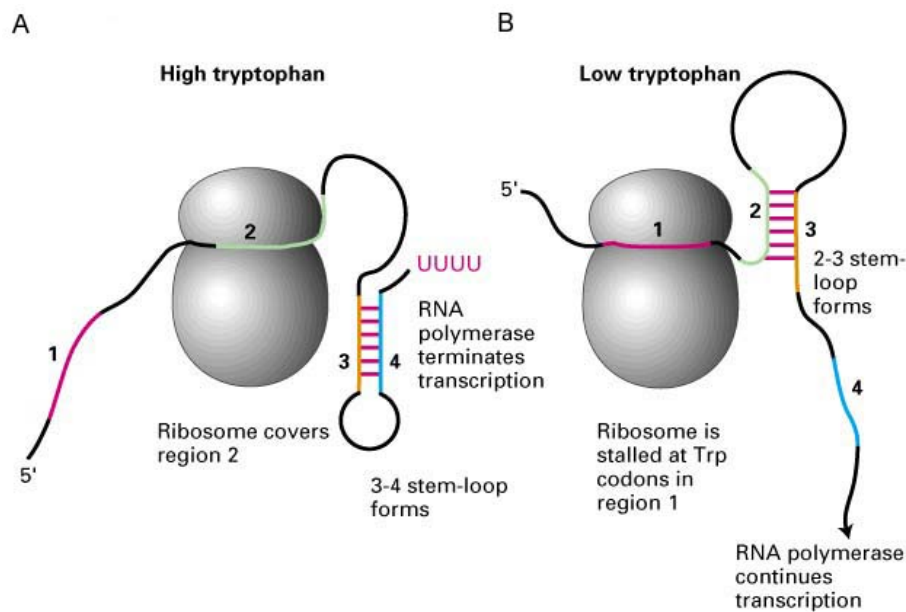 A
High tryptophan
2
UUUU
1
3
4
RNA
polymerase
terminates
transcription
Ribosome covers
region 2
5'
3-4 stem-loop
forms
B
Low tryptophan
5'
1
2
3
2-3 stem-
loop
forms
4
Ribosome is
stalled at Trp
codons in
region 1
RNA polymerase
continues
transcription